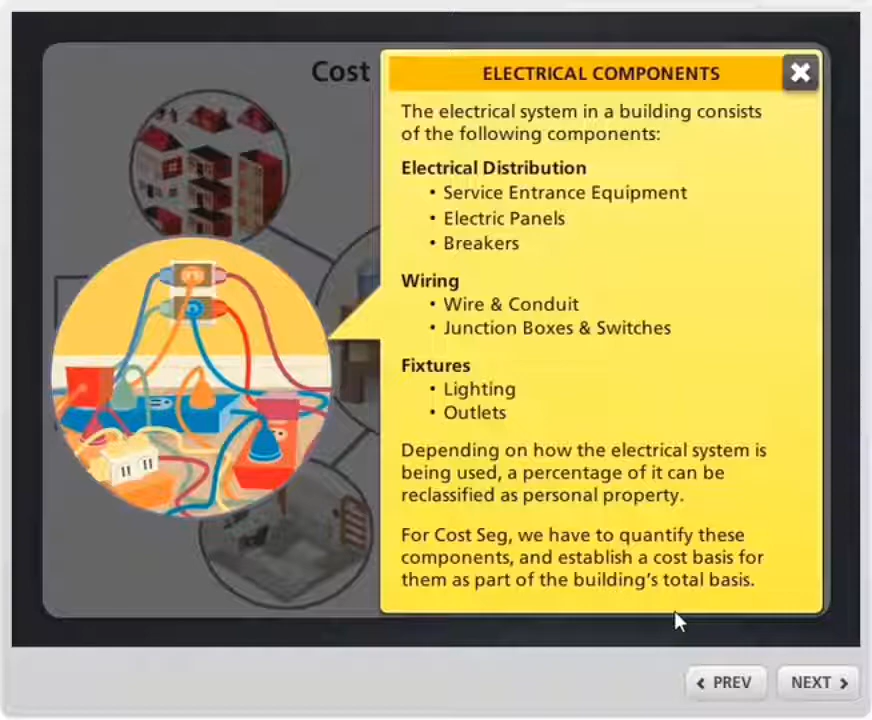 Cost
ELECTRICAL COMPONENTS
The electrical system in a building consists
of the following components:
Electrical Distribution
• Service Entrance Equipment
• Electric Panels
• Breakers
Wiring
• Wire & Conduit
• Junction Boxes & Switches
Fixtures
• Lighting
• Outlets
Depending on how the electrical system is
being used, a percentage of it can be
reclassified as personal property.
For Cost Seg, we have to quantify these
components, and establish a cost basis for
them as part of the building's total basis.
PREV
NEXT